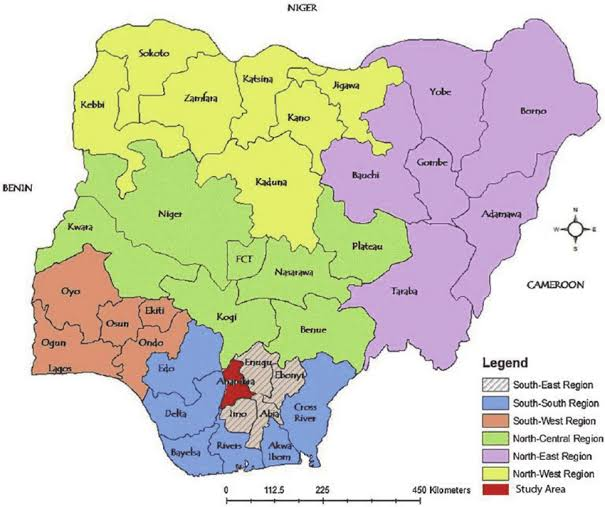 NIGER
Sokoto
Katsina
Jigawa
Yobe
Kebbi
Zamfara
Kano
Borno
Gombe
Bauchi
Kaduna
BENIN
Niger
Adamawa
N
W E
S
Kwara
Plateau
FCT
Nasarawa
CAMEROON
Oyo
Taraba
Ekiti
Osun
Kogi
Benue
Ogun
Ondo
Lagos
Edo
Enugu
Ebonyi
Anambra
Imo
Abia
Cross
River
Delta
Rivers
Akwa
Ibom
Bayelsa
Legend
South-East Region
South-South Region
South-West Region
North-Central Region
North-East Region
North-West Region
Study Area
0 112.5 225 450 Kilometers